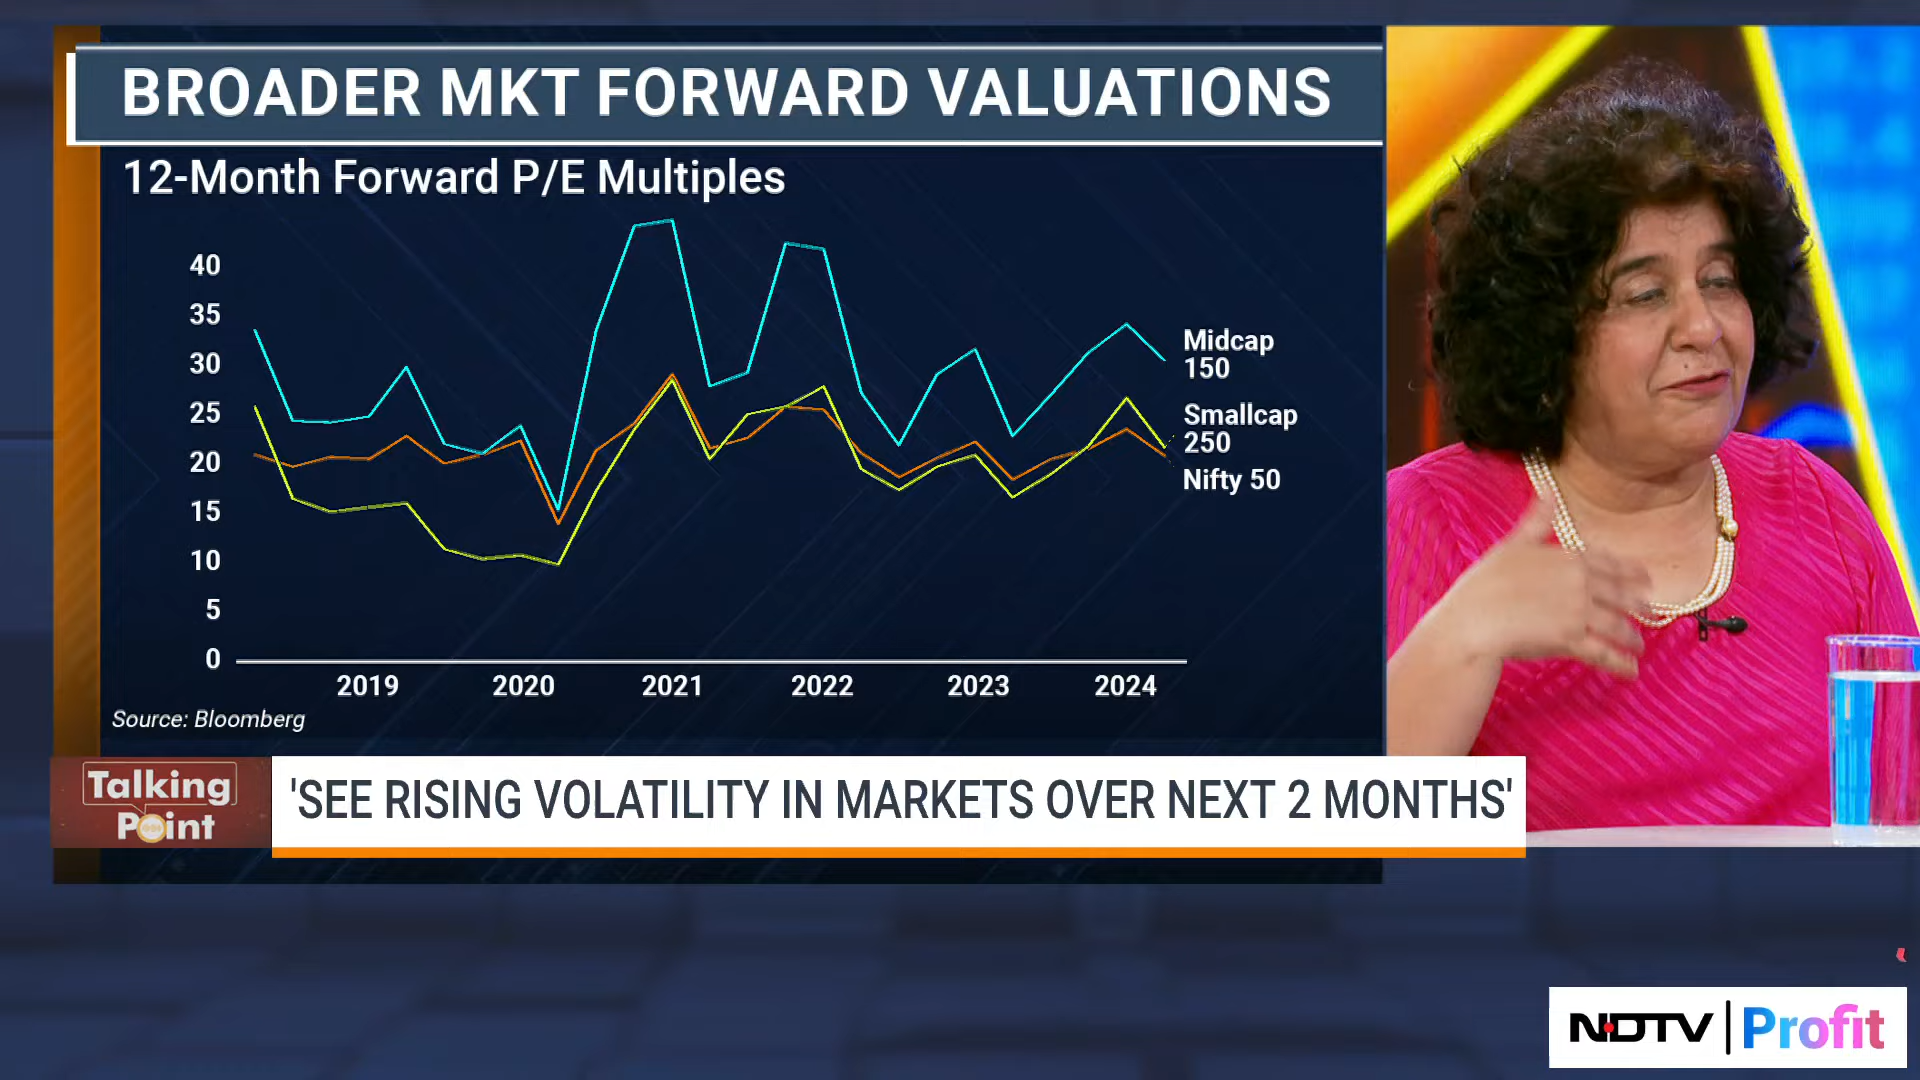 BROADER MKT FORWARD VALUATIONS
12-Month Forward P/E Multiples
40
35
30
25
20
15
10
5
0
Midcap
150
Smallcap
250
Nifty 50
2019 2020 2021 2022 2023 2024
Source: Bloomberg
Talking
Point
'SEE RISING VOLATILITY IN MARKETS OVER NEXT 2 MONTHS'
NDTV Profit